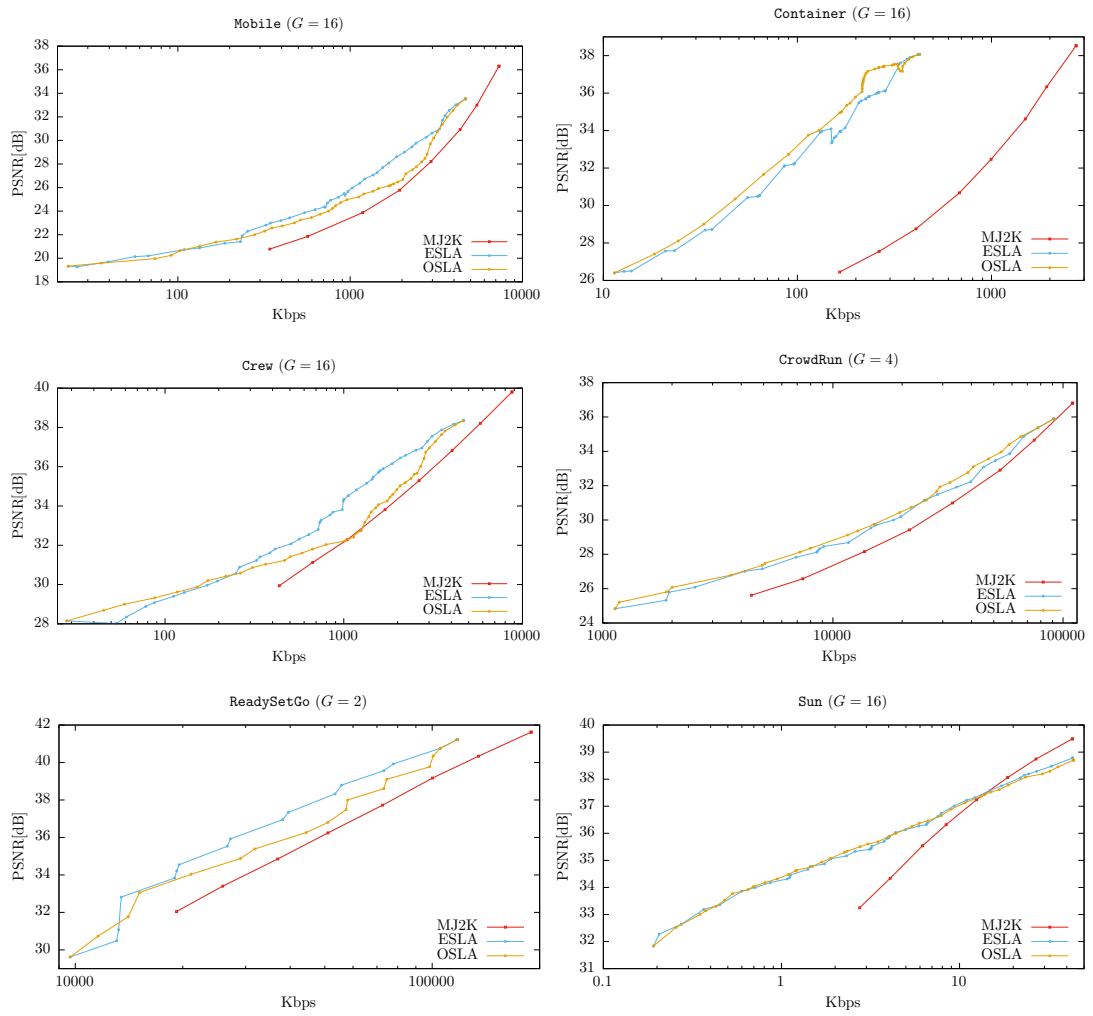 Mobile (G = 16)
PSNR[dB]
38
36
34
32
30
28
26
24
22
20
18
100
1000
10000
Kbps
MJ2K
ESLA
OSLA
Container (G = 16)
PSNR[dB]
38
36
34
32
30
28
26
10
100
1000
Kbps
MJ2K
ESLA
OSLA
Crew (G = 16)
PSNR[dB]
40
38
36
34
32
30
28
100
1000
10000
Kbps
MJ2K
ESLA
OSLA
CrowdRun (G = 4)
PSNR[dB]
38
36
34
32
30
28
26
24
1000
10000
100000
Kbps
MJ2K
ESLA
OSLA
ReadySetGo (G = 2)
PSNR[dB]
42
40
38
36
34
32
30
10000
100000
Kbps
MJ2K
ESLA
OSLA
Sun (G = 16)
PSNR[dB]
40
39
38
37
36
35
34
33
32
31
0.1
1
10
Kbps
MJ2K
ESLA
OSLA